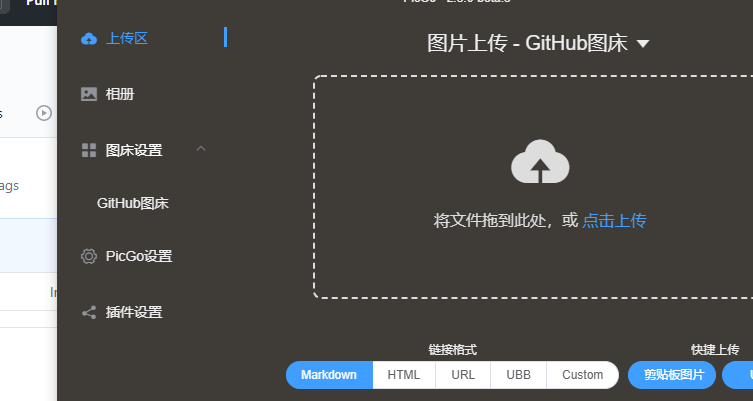 上传区
图片上传 - GitHub图床
相册
图床设置
ags
GitHub图床
将文件拖到此处，或 点击上传
PicGo设置
插件设置
链接格式
快捷上传
Markdown
HTML
URL
UBB
Custom
剪贴板图片